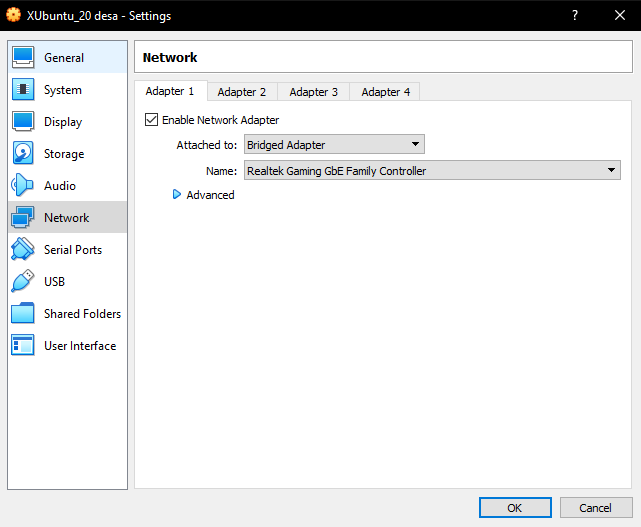 XUbuntu_20 desa - Settings
?
General
System
Display
Storage
Audio
Network
Serial Ports
USB
Shared Folders
User Interface
Network
Adapter 1 Adapter 2 Adapter 3 Adapter 4
Enable Network Adapter
Attached to: Bridged Adapter
Name: Realtek Gaming GbE Family Controller
Advanced
OK Cancel